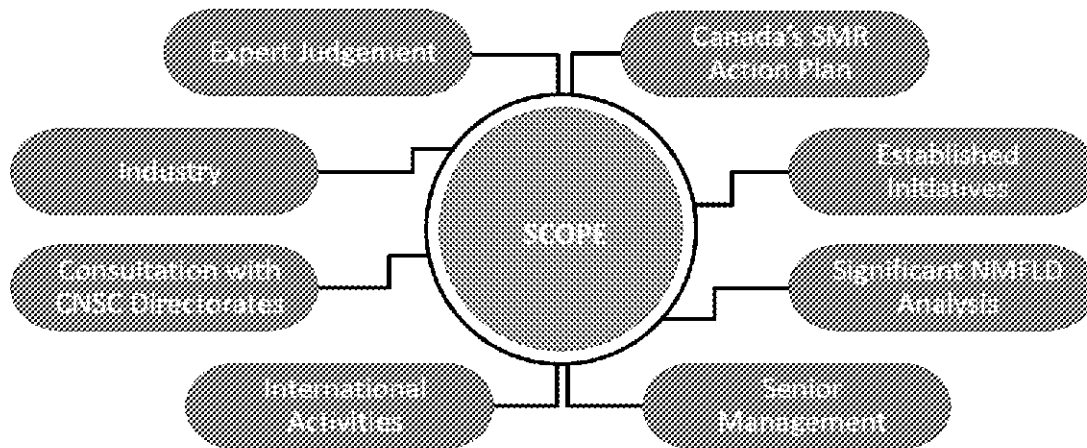 Expert Judgement
Canada's SMR
Action Plan
Industry
Established
Initiatives
SCOPE
Consultation with
CNSC Directorates
Significant NMFLD
Analysis
International
Activities
Senior
Management